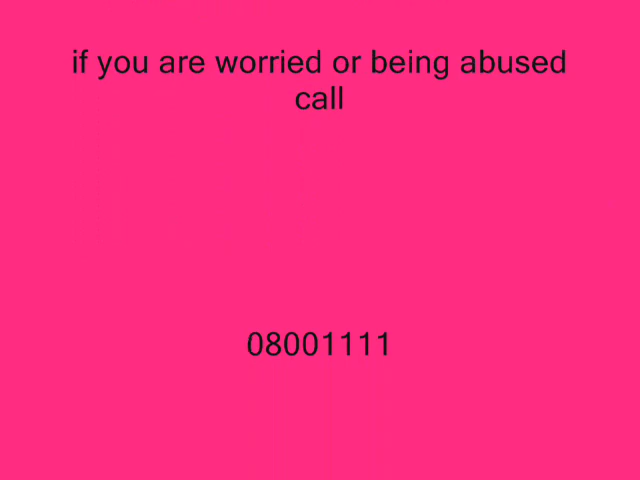 if you are worried or being abused
call
08001111